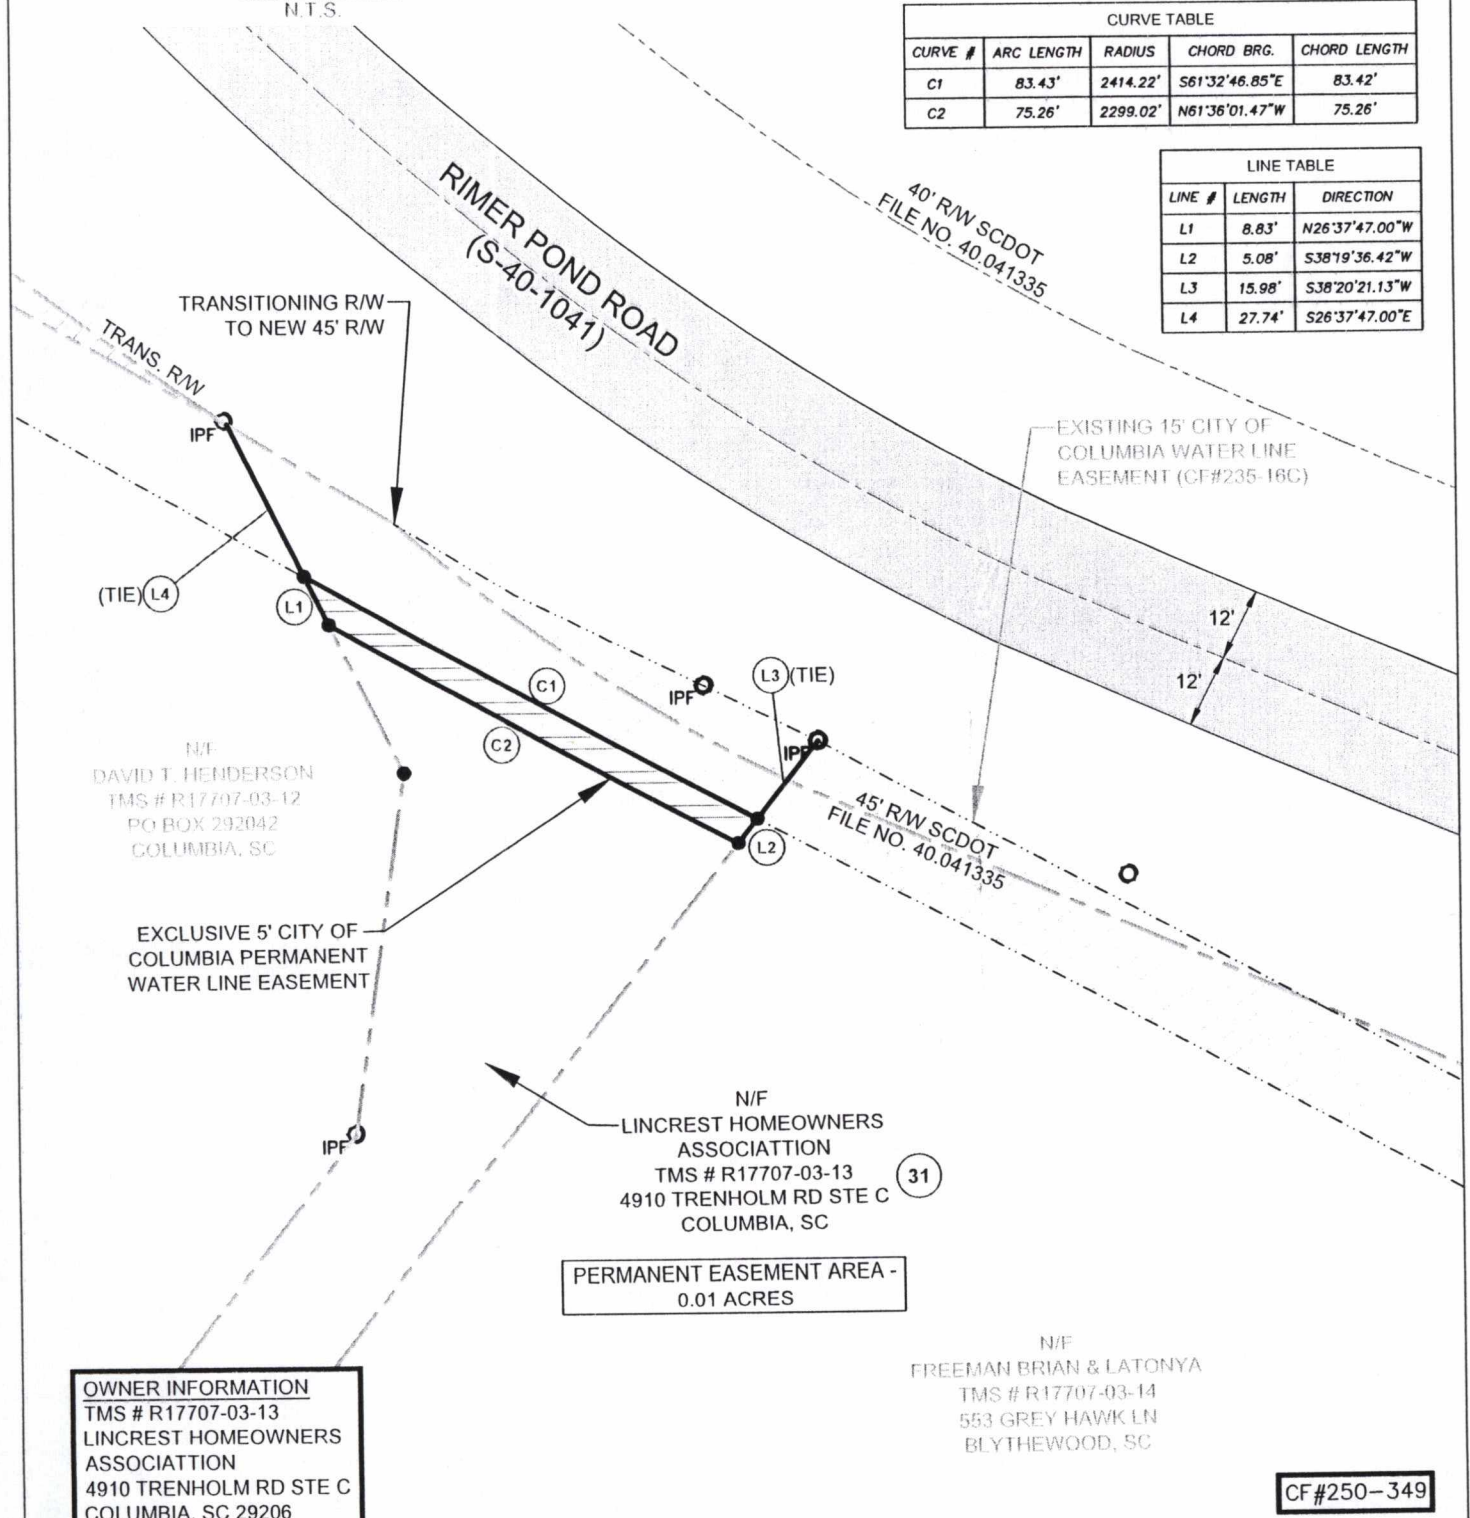 N.T.S.
CURVE TABLE
CURVE # ARC LENGTH RADIUS CHORD BRG. CHORD LENGTH
C1 83.43' 2414.22' S61°32'46.85"E 83.42'
C2 75.26' 2299.02' N61°36'01.47"W 75.26'
LINE TABLE
LINE # LENGTH DIRECTION
L1 8.83' N26°37'47.00"W
L2 5.08' S38°19'36.42"W
L3 15.98' S38°20'21.13"W
L4 27.74' S26°37'47.00"E
40' R/W SCDOT
FILE NO. 40.041335
RIMER POND ROAD
(S-40-1041)
TRANSITIONING R/W
TO NEW 45' R/W
TRANS. R/W
IPF
EXISTING 15' CITY OF
COLUMBIA WATER LINE
EASEMENT (CF#235-16C)
(TIE) L4
L1
12'
12'
C1
C2
IPF
L3 (TIE)
IPF
L2
45' R/W SCDOT
FILE NO. 40.041335
N/F
DAVID T. HENDERSON
TMS # R17707-03-12
PO BOX 292042
COLUMBIA, SC
EXCLUSIVE 5' CITY OF
COLUMBIA PERMANENT
WATER LINE EASEMENT
IPF
N/F
LINCREST HOMEOWNERS
ASSOCIATTION
TMS # R17707-03-13
4910 TRENHOLM RD STE C
COLUMBIA, SC
31
PERMANENT EASEMENT AREA -
0.01 ACRES
N/F
FREEMAN BRIAN & LATONYA
TMS # R17707-03-14
553 GREY HAWK LN
BLYTHEWOOD, SC
OWNER INFORMATION
TMS # R17707-03-13
LINCREST HOMEOWNERS
ASSOCIATTION
4910 TRENHOLM RD STE C
COLUMBIA, SC 29206
CF#250-349